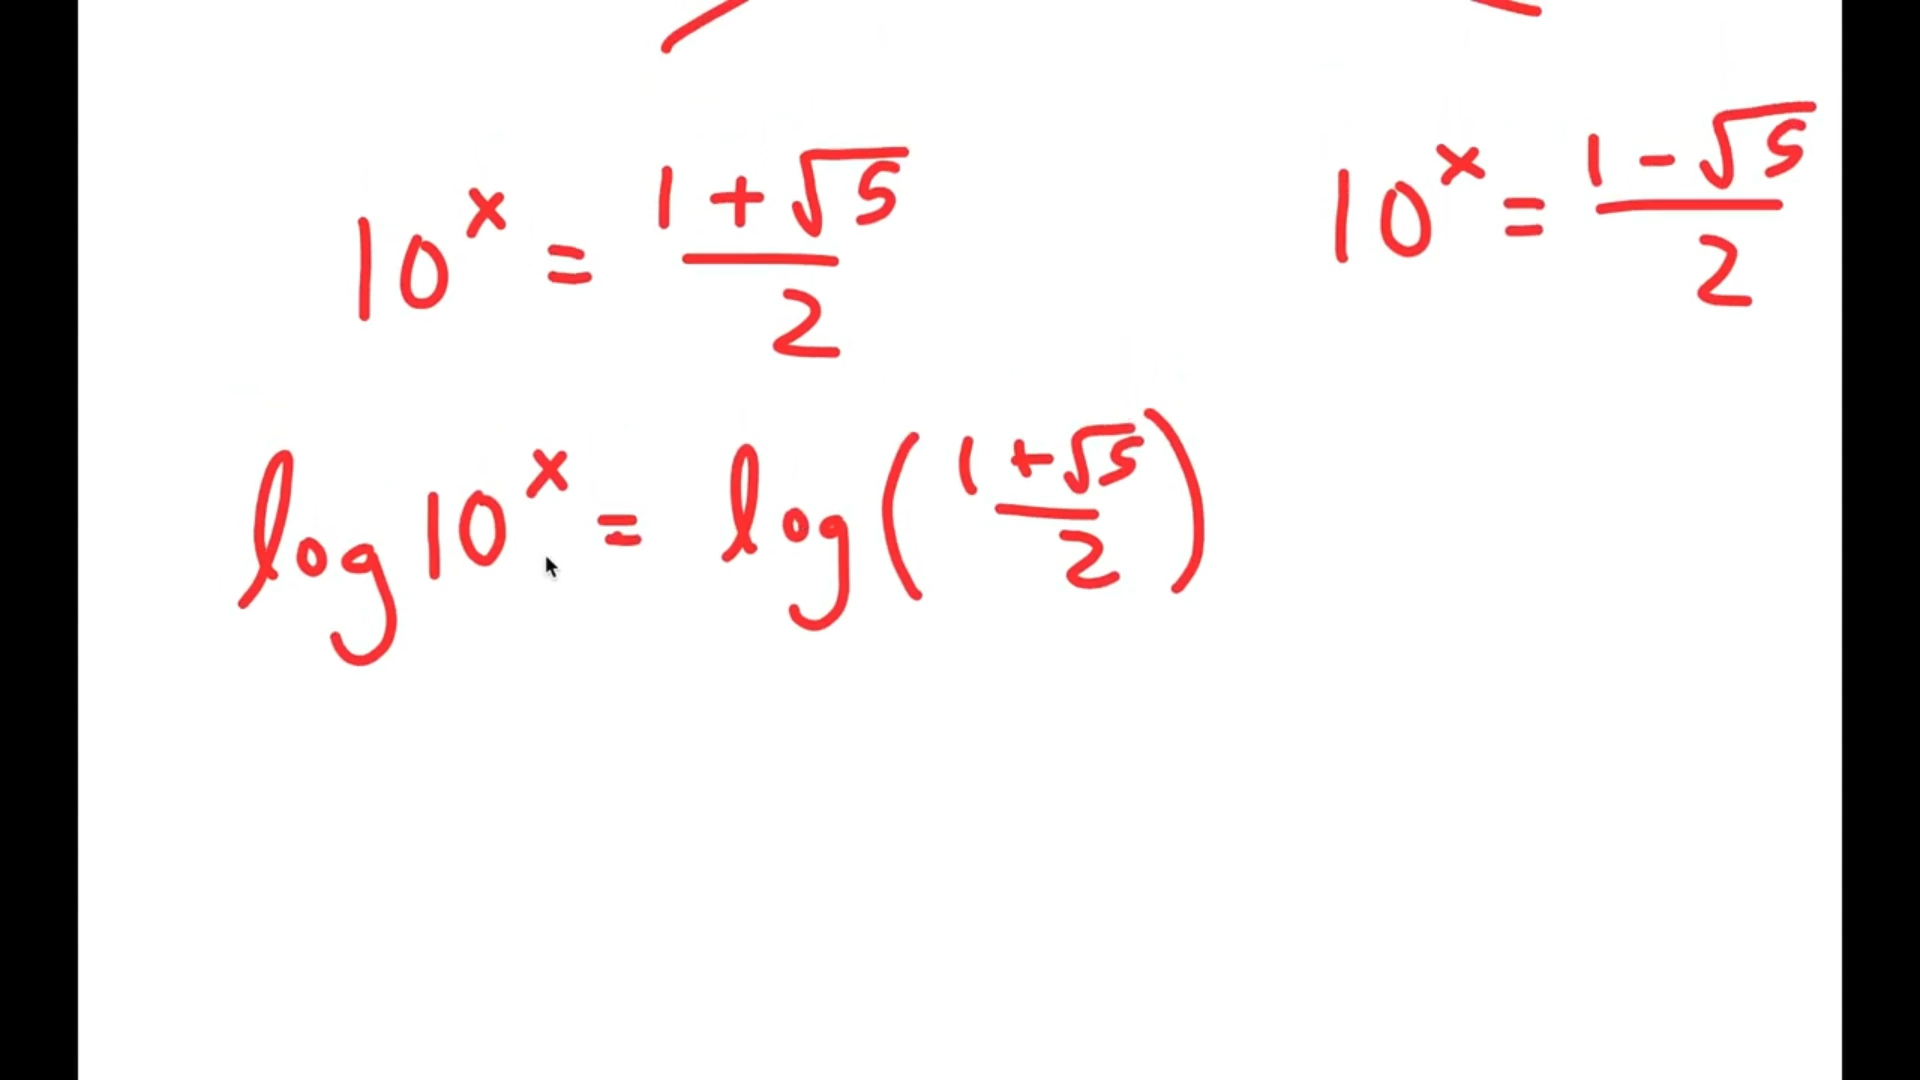 10^x = (1 + √5)/2
10^x = (1 - √5)/2
log 10^x = log((1 + √5)/2)